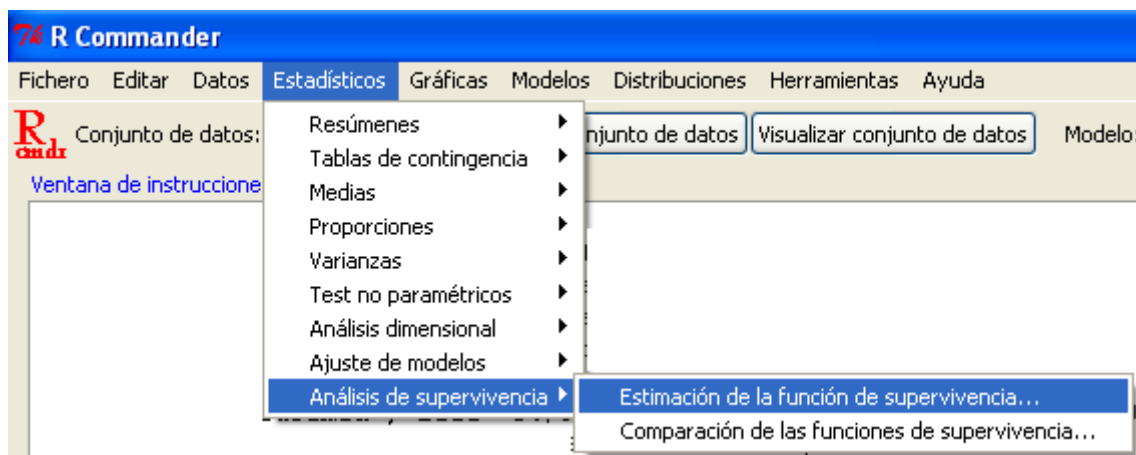 R Commander
Fichero Editar Datos Estadísticos Gráficas Modelos Distribuciones Herramientas Ayuda
R cmdr Conjunto de datos: njunto de datos Visualizar conjunto de datos Modelo:
Ventana de instruccione
Resúmenes
Tablas de contingencia
Medias
Proporciones
Varianzas
Test no paramétricos
Análisis dimensional
Ajuste de modelos
Análisis de supervivencia
Estimación de la función de supervivencia...
Comparación de las funciones de supervivencia...